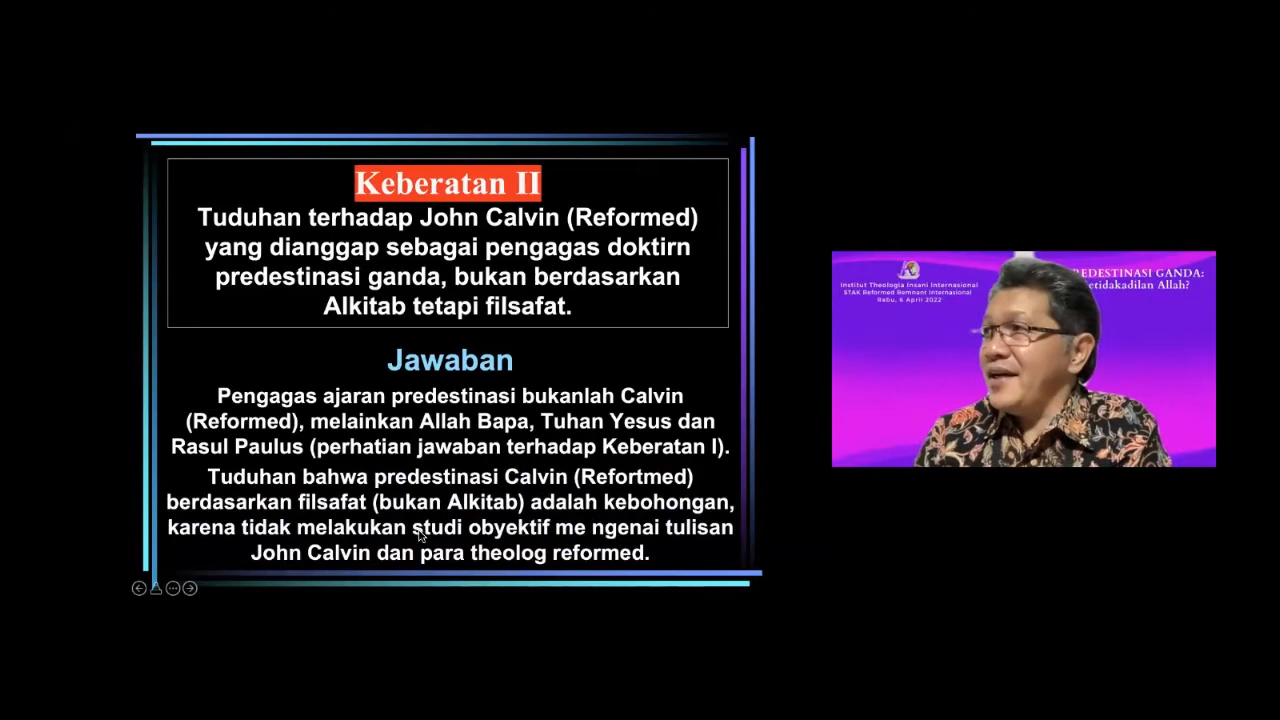 Keberatan II
Tuduhan terhadap John Calvin (Reformed)
yang dianggap sebagai pengagas doktirn
predestinasi ganda, bukan berdasarkan
Alkitab tetapi filsafat.
Jawaban
Pengagas ajaran predestinasi bukanlah Calvin
(Reformed), melainkan Allah Bapa, Tuhan Yesus dan
Rasul Paulus (perhatian jawaban terhadap Keberatan I).
Tuduhan bahwa predestinasi Calvin (Refortmed)
berdasarkan filsafat (bukan Alkitab) adalah kebohongan,
karena tidak melakukan studi obyektif me ngenai tulisan
John Calvin dan para theolog reformed.
Institut Theologia Insani Internasional
STAK Reformed Remnant Internasional
Rabu, 6 April 2022
REDESTINASI GANDA:
etidakadilan Allah?